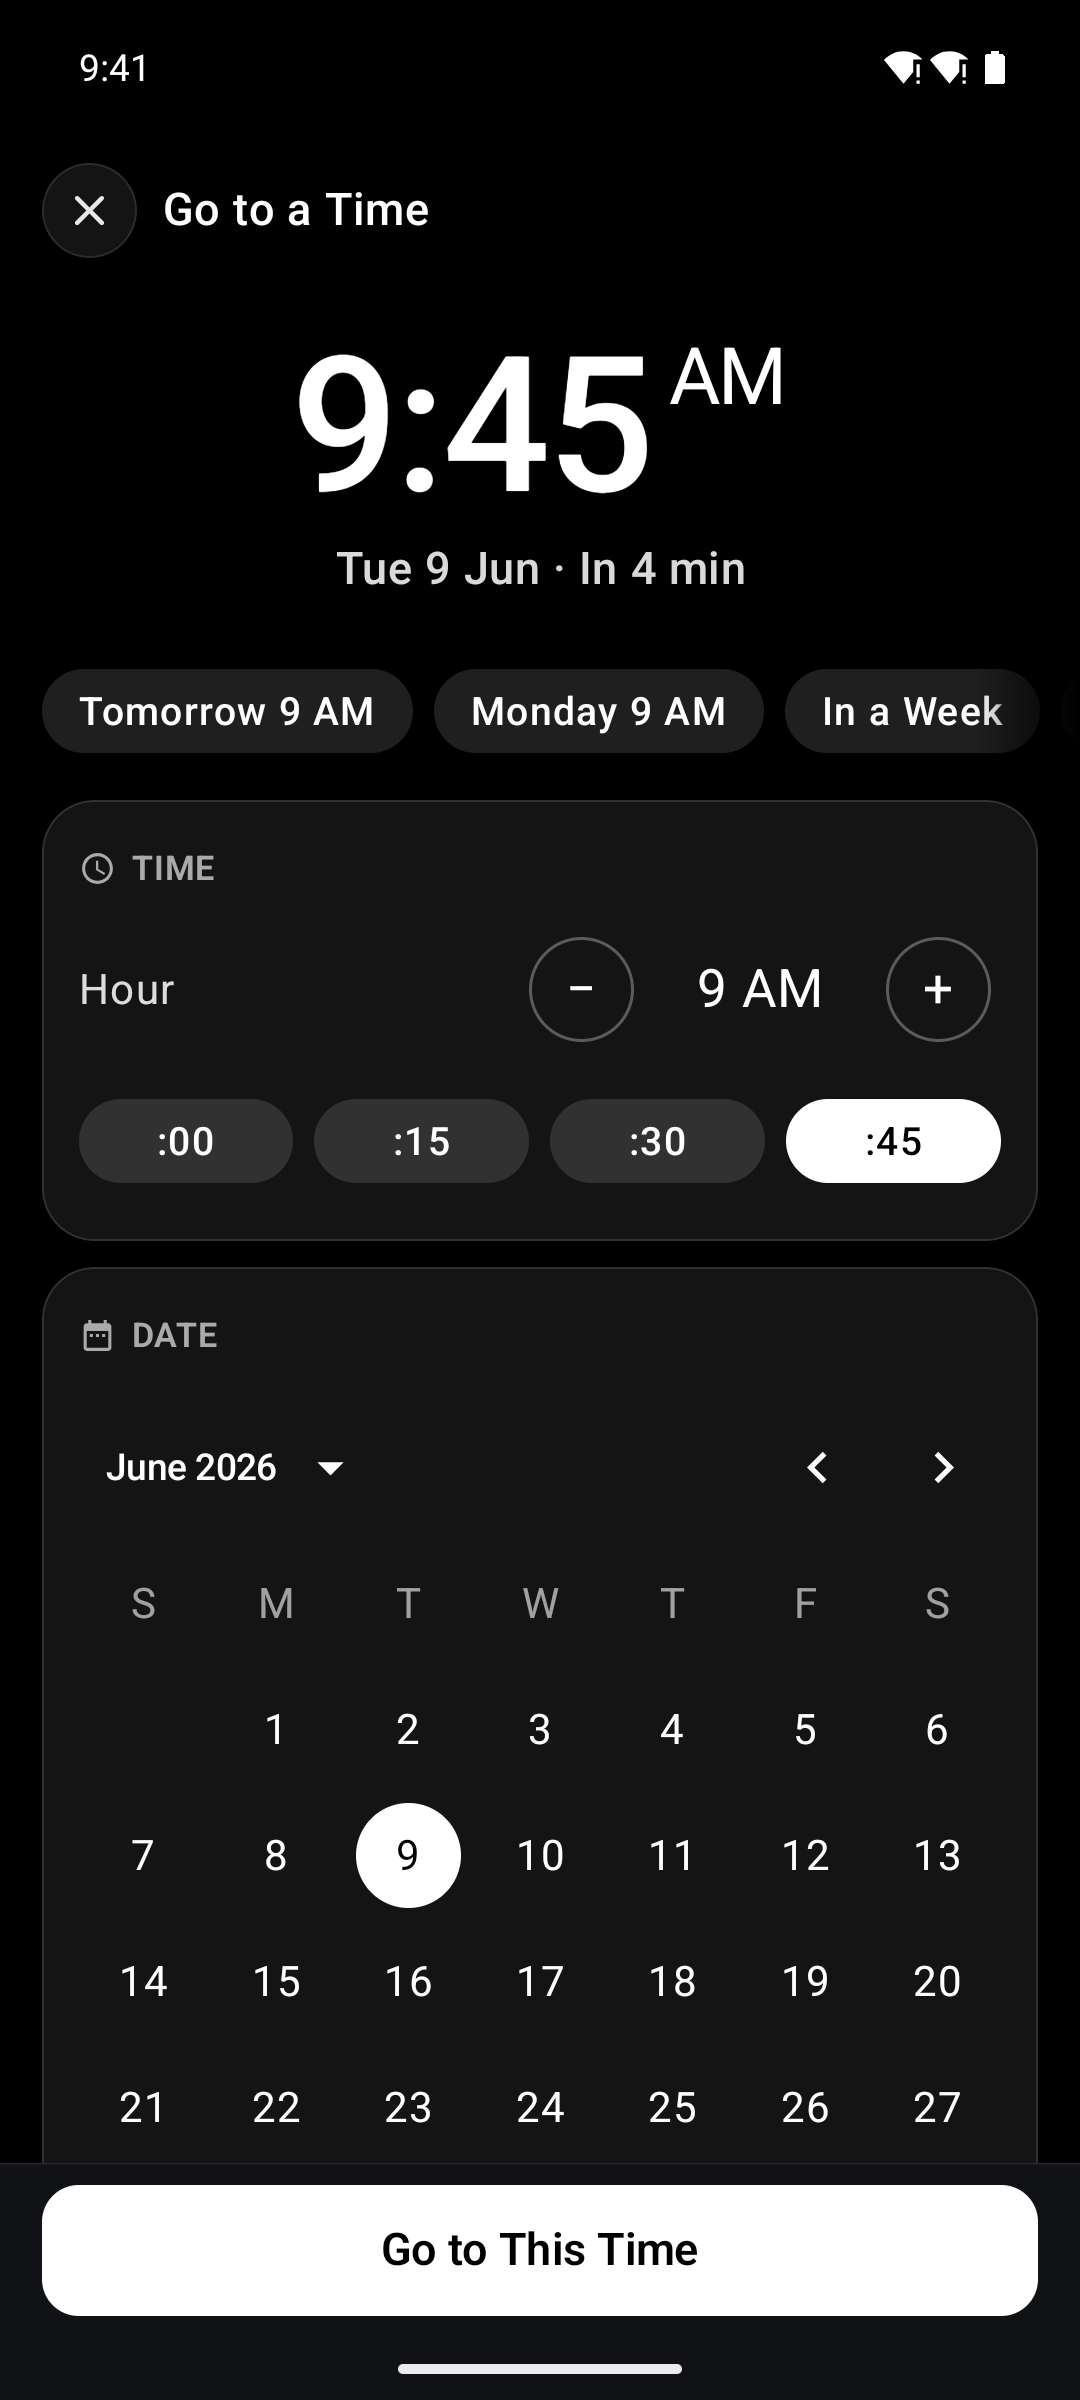 9:41
Go to a Time
9:45 AM
Tue 9 Jun · In 4 min
Tomorrow 9 AM Monday 9 AM In a Week
TIME
Hour − 9 AM +
:00 :15 :30 :45
DATE
June 2026
S M T W T F S
1 2 3 4 5 6
7 8 9 10 11 12 13
14 15 16 17 18 19 20
21 22 23 24 25 26 27
Go to This Time